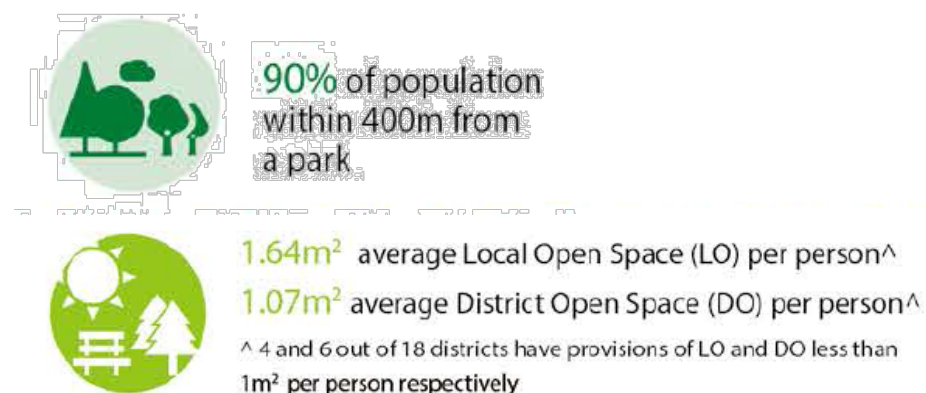 90% of population
within 400m from
a park
1.64m² average Local Open Space (LO) per person^
1.07m² average District Open Space (DO) per person^
^ 4 and 6 out of 18 districts have provisions of LO and DO less than
1m² per person respectively